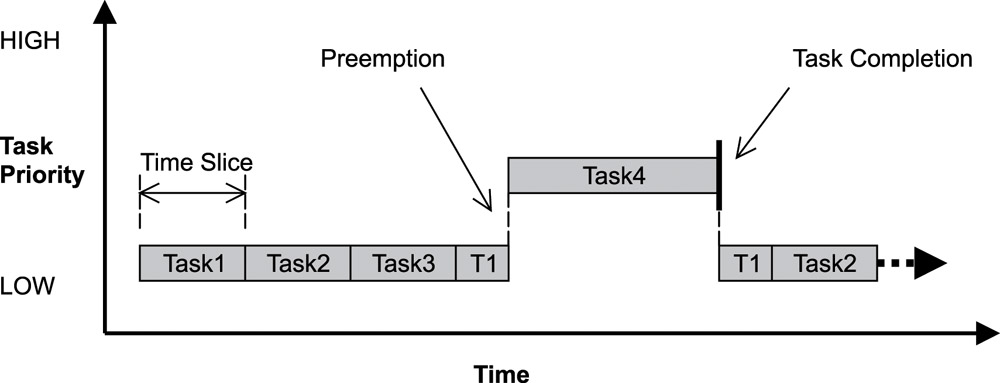 HIGH
Preemption
Task Completion
Task
Priority
Time Slice
Task4
Task1
Task2
Task3
T1
T1
Task2
LOW
Time